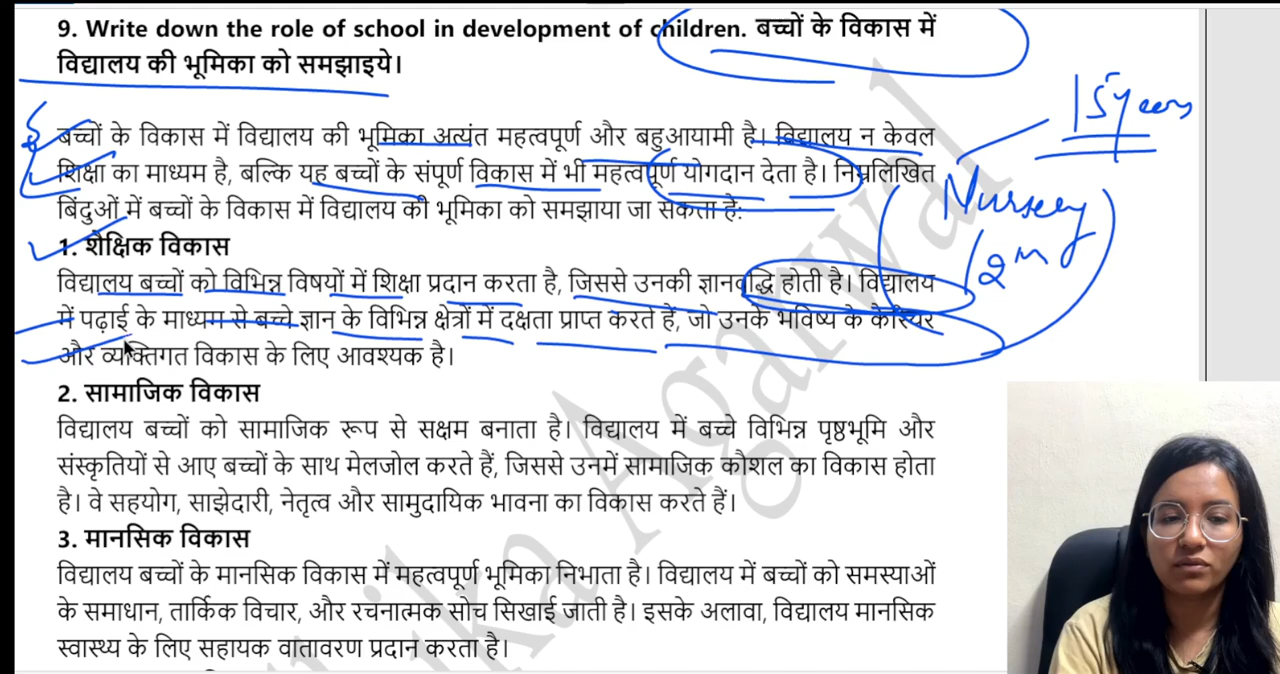 9. Write down the role of school in development of children. बच्चों के विकास में
विद्यालय की भूमिका को समझाइये।
15 years
बच्चों के विकास में विद्यालय की भूमिका अत्यंत महत्वपूर्ण और बहुआयामी है। विद्यालय न केवल
शिक्षा का माध्यम है, बल्कि यह बच्चों के संपूर्ण विकास में भी महत्वपूर्ण योगदान देता है। निम्नलिखित
बिंदुओं में बच्चों के विकास में विद्यालय की भूमिका को समझाया जा सकता है:
Nursery
1. शैक्षिक विकास
12
विद्यालय बच्चों को विभिन्न विषयों में शिक्षा प्रदान करता है, जिससे उनकी ज्ञानवृद्धि होती है। विद्यालय
में पढ़ाई के माध्यम से बच्चे ज्ञान के विभिन्न क्षेत्रों में दक्षता प्राप्त करते हैं, जो उनके भविष्य के कैरियर
और व्यक्तिगत विकास के लिए आवश्यक है।
2. सामाजिक विकास
विद्यालय बच्चों को सामाजिक रूप से सक्षम बनाता है। विद्यालय में बच्चे विभिन्न पृष्ठभूमि और
संस्कृतियों से आए बच्चों के साथ मेलजोल करते हैं, जिससे उनमें सामाजिक कौशल का विकास होता
है। वे सहयोग, साझेदारी, नेतृत्व और सामुदायिक भावना का विकास करते हैं।
3. मानसिक विकास
विद्यालय बच्चों के मानसिक विकास में महत्वपूर्ण भूमिका निभाता है। विद्यालय में बच्चों को समस्याओं
के समाधान, तार्किक विचार, और रचनात्मक सोच सिखाई जाती है। इसके अलावा, विद्यालय मानसिक
स्वास्थ्य के लिए सहायक वातावरण प्रदान करता है।
Agarwal